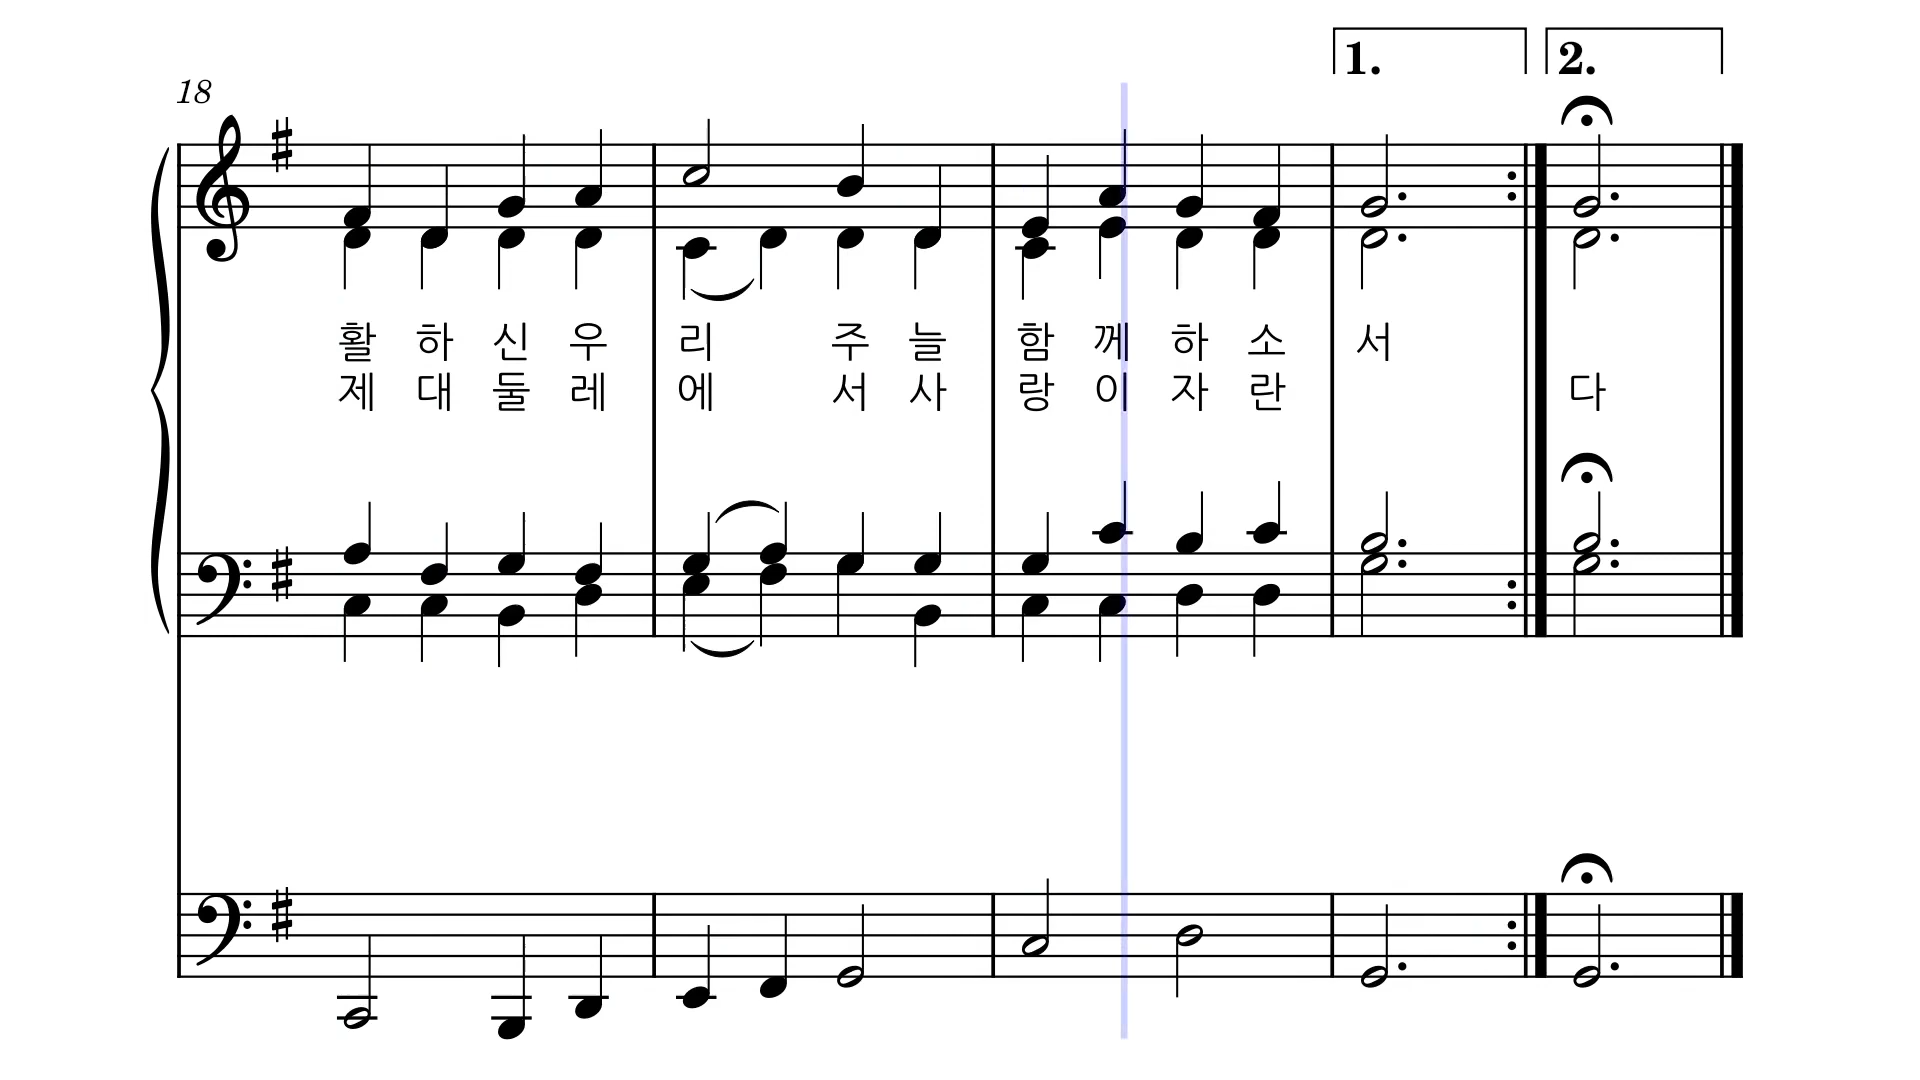 1. 2.
18
활 하 신 우 리 주 늘 함 께 하 소 서
제 대 둘 레 에 서 사 랑 이 자 란 다